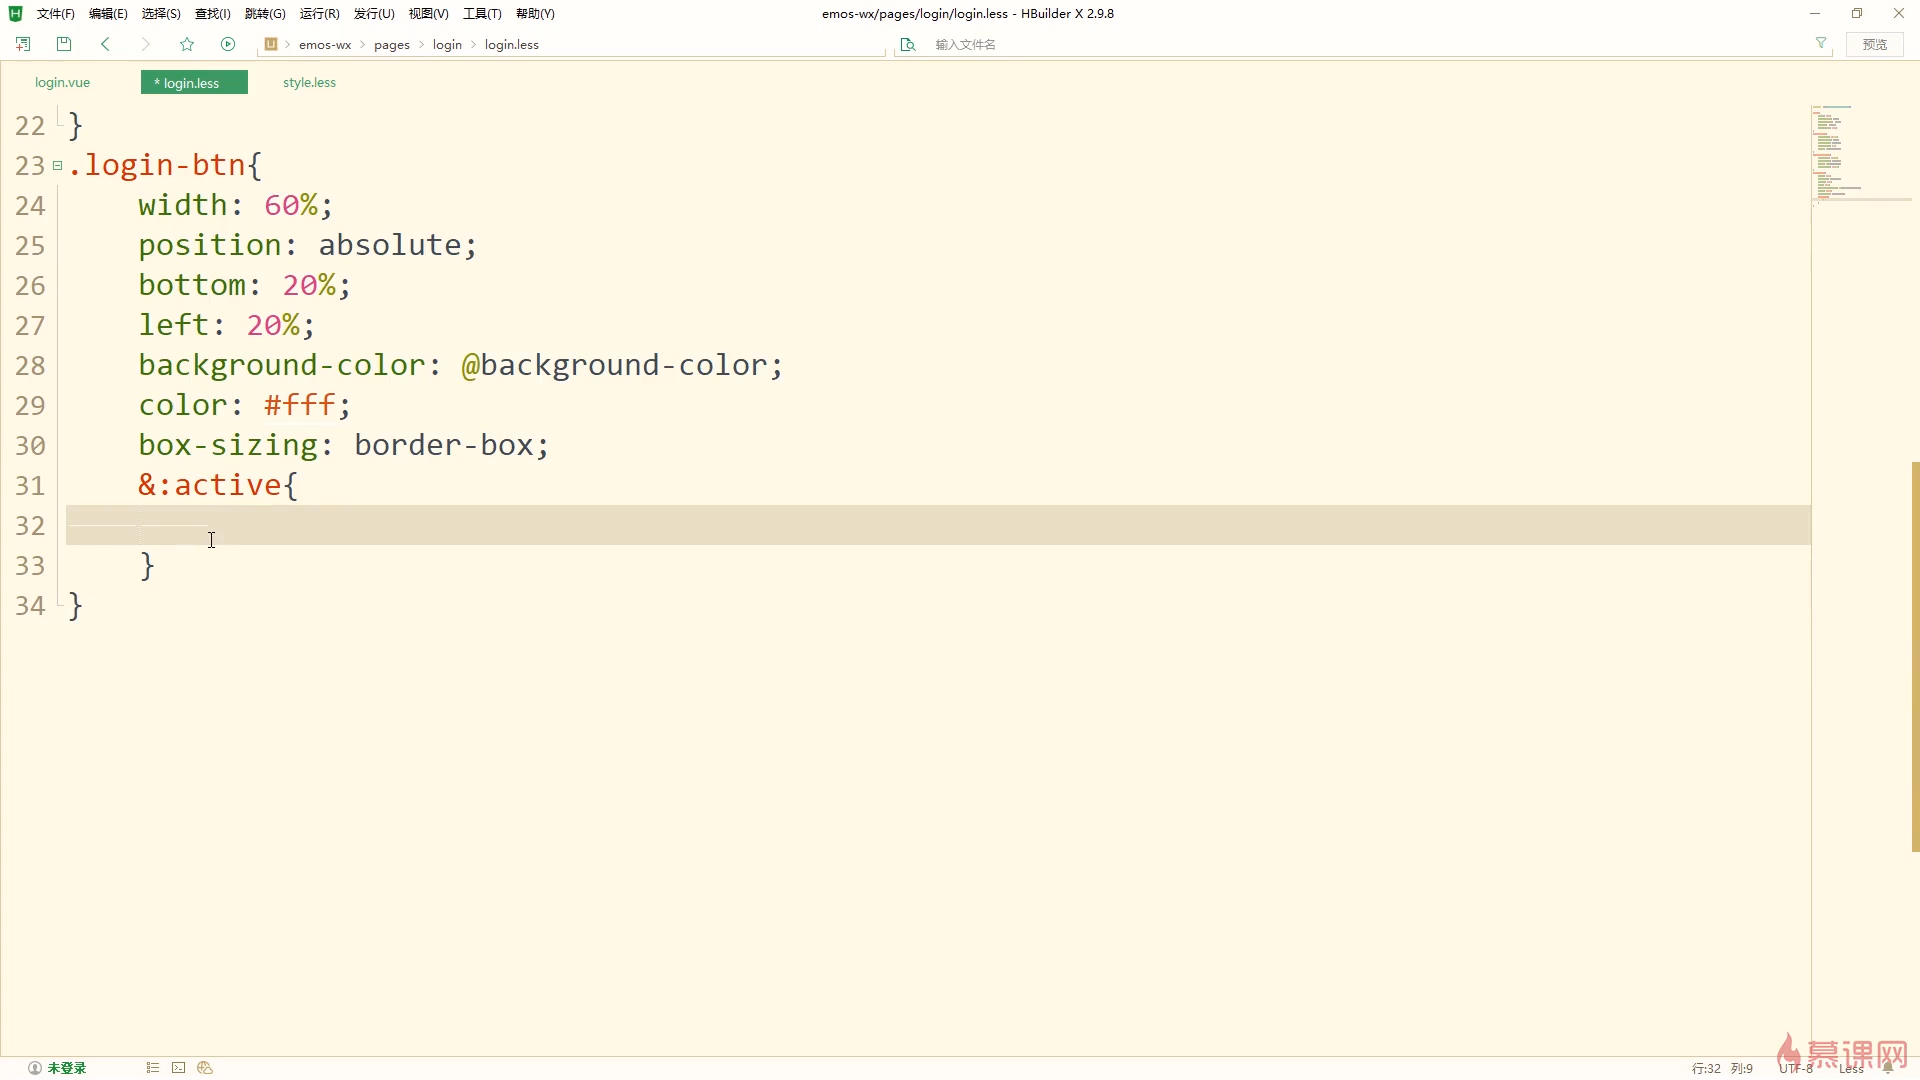 文件(F) 编辑(E) 选择(S) 查找(I) 跳转(G) 运行(R) 发行(U) 视图(V) 工具(T) 帮助(Y) emos-wx/pages/login/login.less - HBuilder X 2.9.8
emos-wx pages login login.less 输入文件名 预览
login.vue * login.less style.less
22 }
23 .login-btn{
24 width: 60%;
25 position: absolute;
26 bottom: 20%;
27 left: 20%;
28 background-color: @background-color;
29 color: #fff;
30 box-sizing: border-box;
31 &:active{
32
33 }
34 }
慕课网
未登录 行:32 列:9 UTF-8 Less